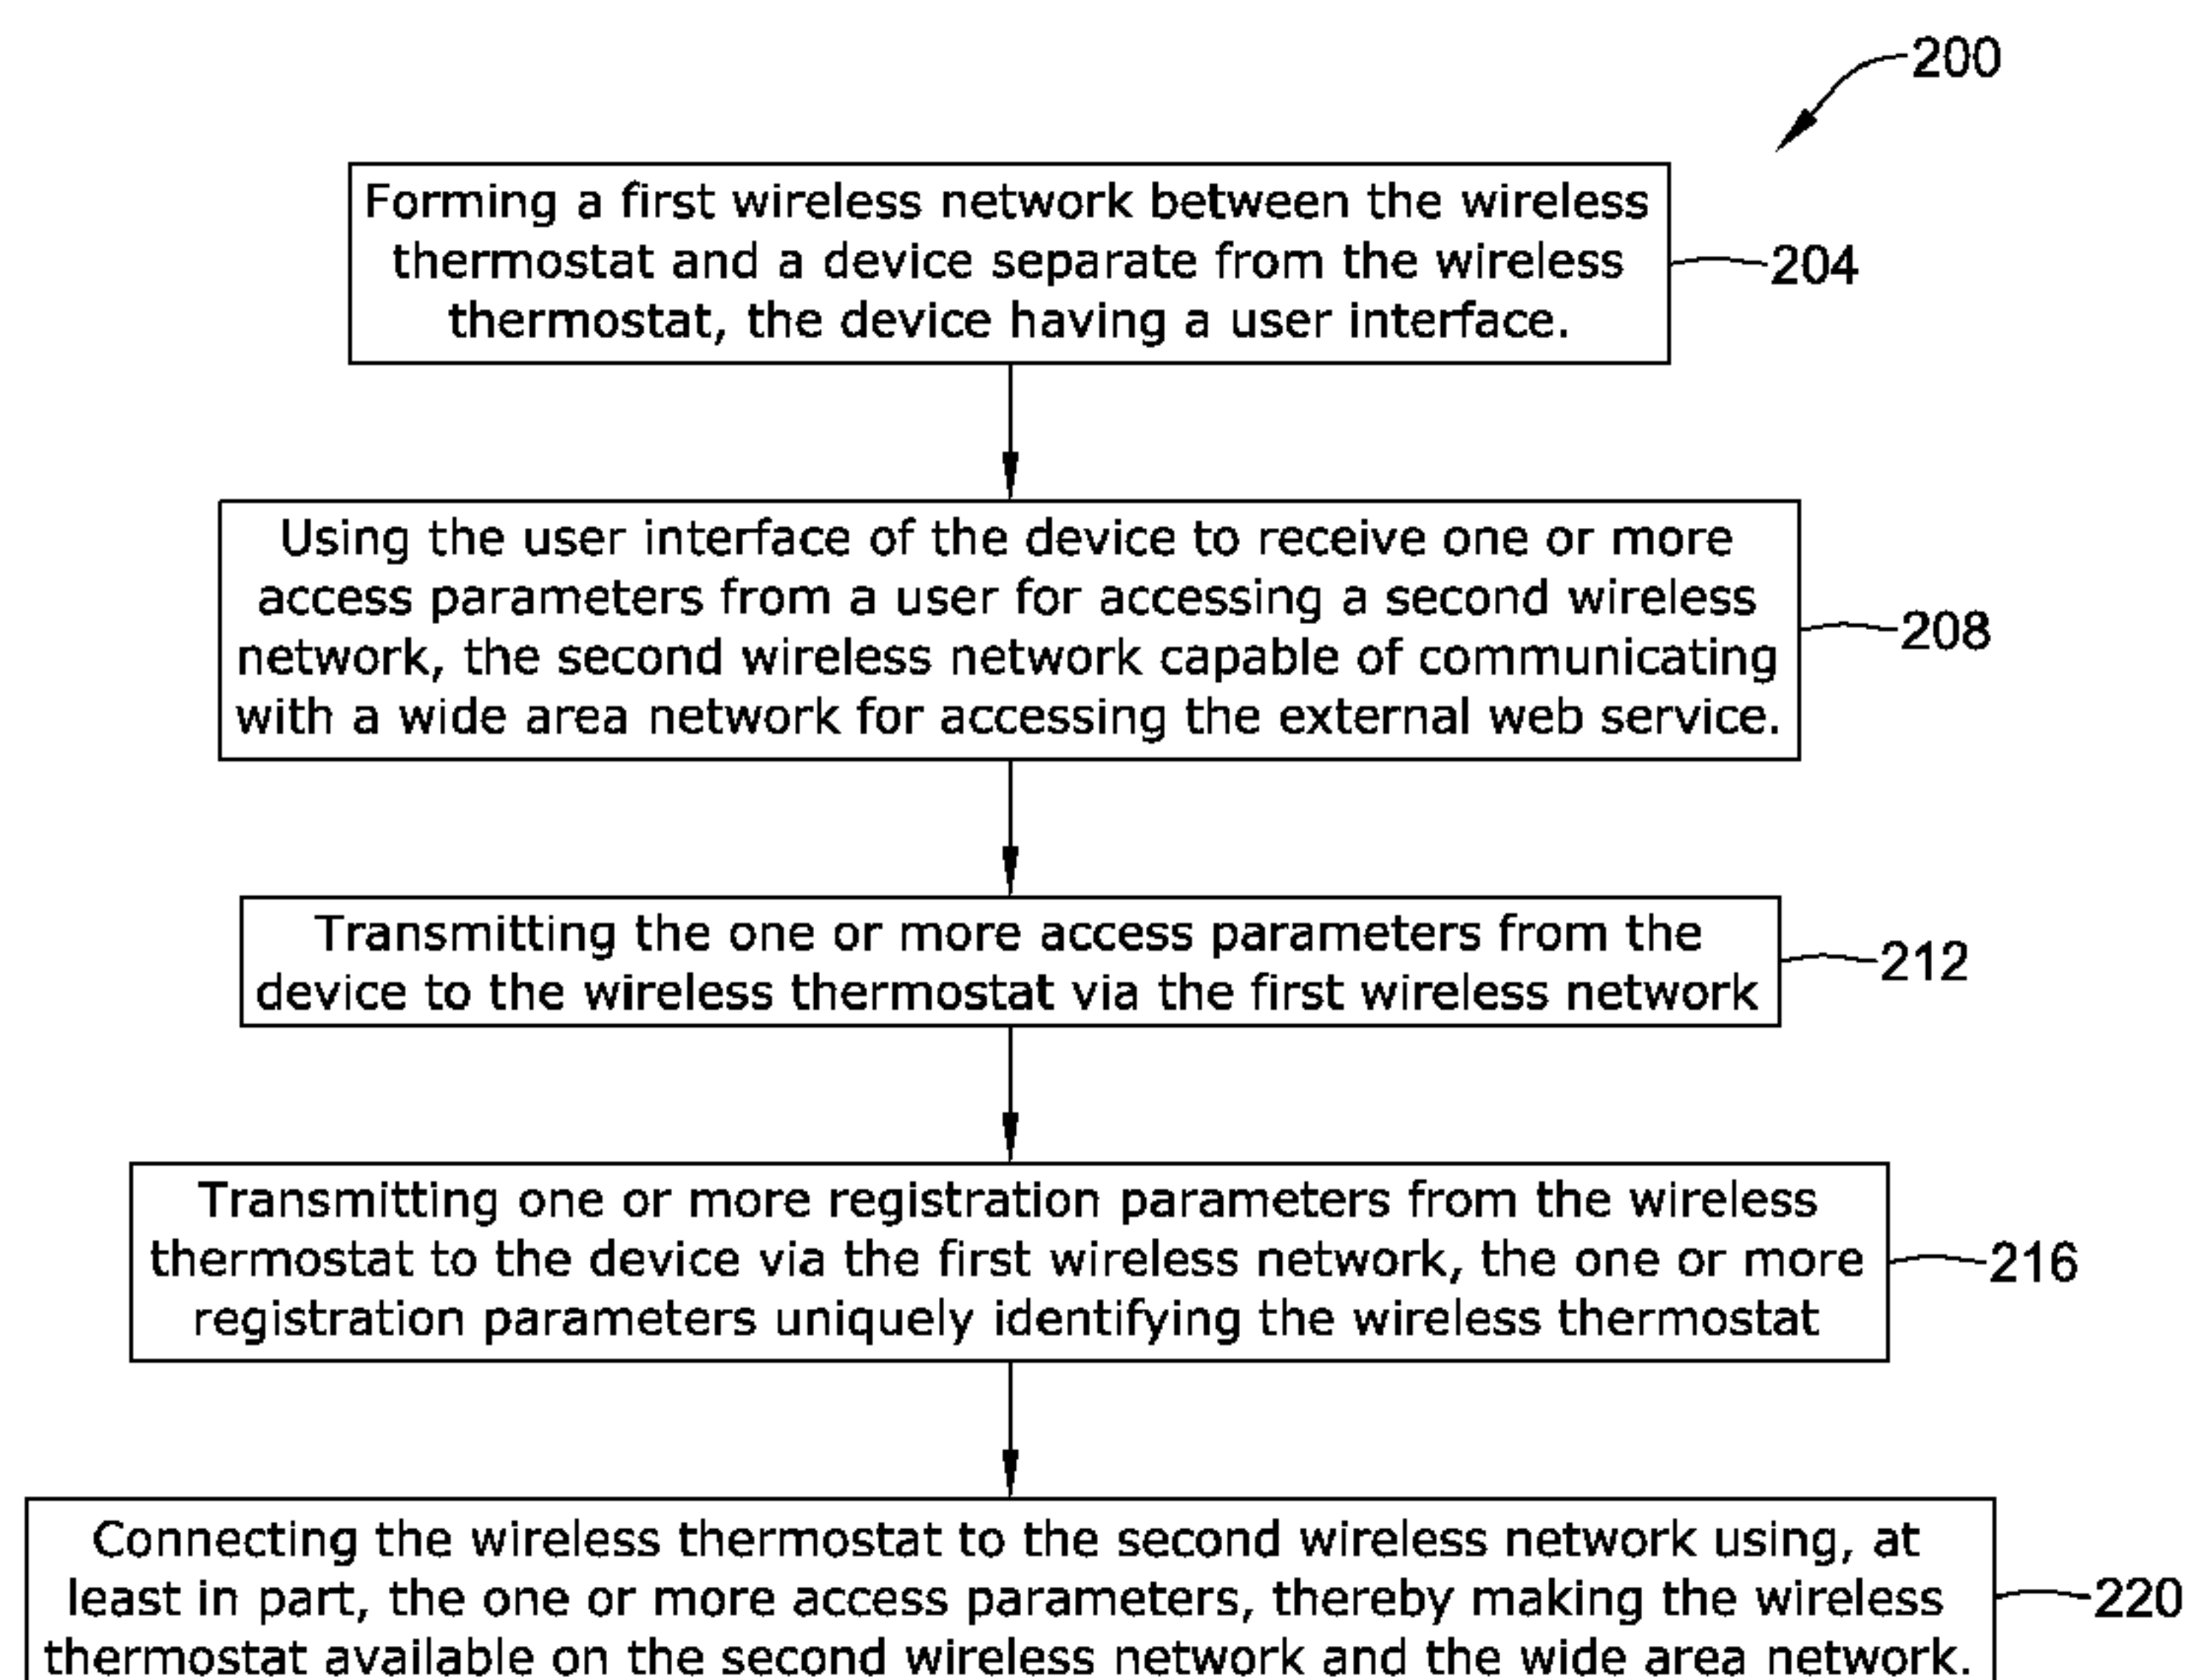 200
Forming a first wireless network between the wireless
thermostat and a device separate from the wireless
thermostat, the device having a user interface.
204
Using the user interface of the device to receive one or more
access parameters from a user for accessing a second wireless
network, the second wireless network capable of communicating
with a wide area network for accessing the external web service.
208
Transmitting the one or more access parameters from the
device to the wireless thermostat via the first wireless network
212
Transmitting one or more registration parameters from the wireless
thermostat to the device via the first wireless network, the one or more
registration parameters uniquely identifying the wireless thermostat
216
Connecting the wireless thermostat to the second wireless network using, at
least in part, the one or more access parameters, thereby making the wireless
thermostat available on the second wireless network and the wide area network.
220